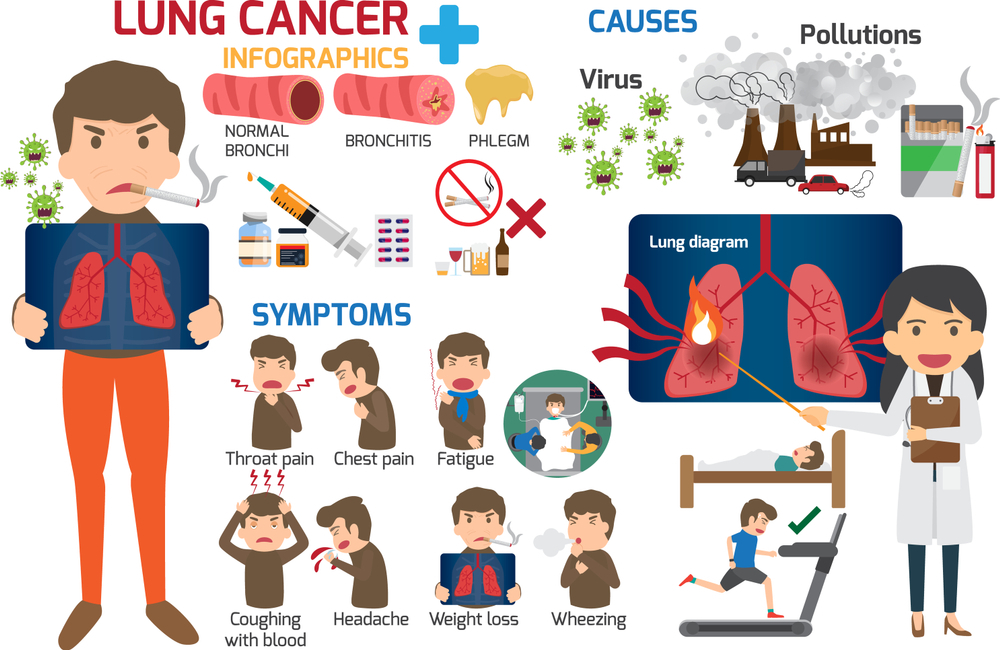 LUNG CANCER
INFOGRAPHICS
NORMAL
BRONCHI
BRONCHITIS
PHLEGM
CAUSES
Pollutions
Virus
Lung diagram
SYMPTOMS
Throat pain
Chest pain
Fatigue
Coughing
with blood
Headache
Weight loss
Wheezing